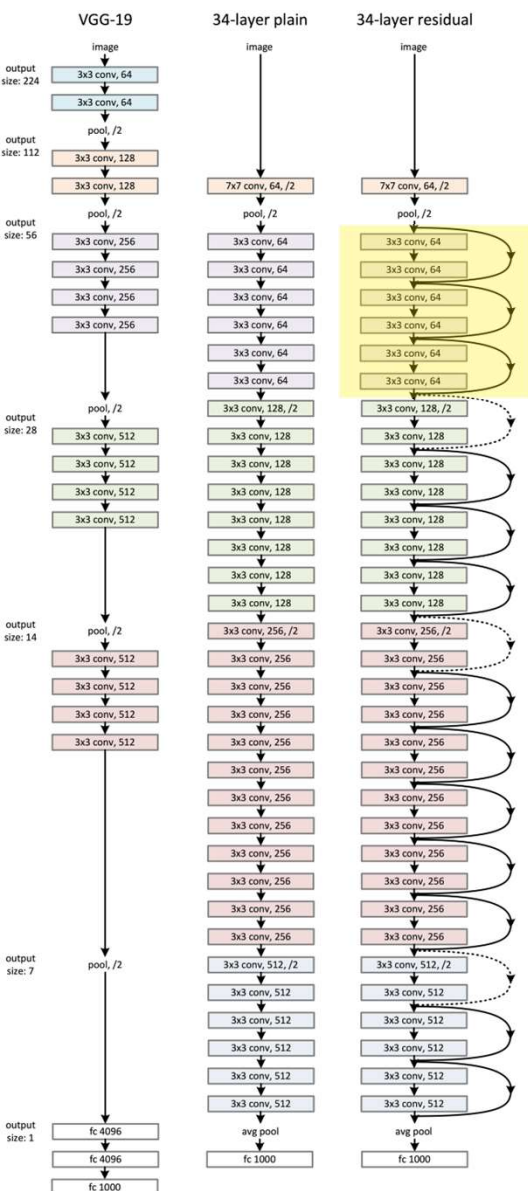 VGG-19
image
output
size: 224
3x3 conv, 64
3x3 conv, 64
pool, /2
output
size: 112
3x3 conv, 128
3x3 conv, 128
pool, /2
output
size: 56
3x3 conv, 256
3x3 conv, 256
3x3 conv, 256
3x3 conv, 256
pool, /2
output
size: 28
3x3 conv, 512
3x3 conv, 512
3x3 conv, 512
3x3 conv, 512
pool, /2
output
size: 14
3x3 conv, 512
3x3 conv, 512
3x3 conv, 512
3x3 conv, 512
output
size: 7
pool, /2
output
size: 1
fc 4096
fc 4096
fc 1000
34-layer plain
image
7x7 conv, 64, /2
pool, /2
3x3 conv, 64
3x3 conv, 64
3x3 conv, 64
3x3 conv, 64
3x3 conv, 64
3x3 conv, 64
3x3 conv, 128, /2
3x3 conv, 128
3x3 conv, 128
3x3 conv, 128
3x3 conv, 128
3x3 conv, 128
3x3 conv, 128
3x3 conv, 128
3x3 conv, 256, /2
3x3 conv, 256
3x3 conv, 256
3x3 conv, 256
3x3 conv, 256
3x3 conv, 256
3x3 conv, 256
3x3 conv, 256
3x3 conv, 256
3x3 conv, 256
3x3 conv, 256
3x3 conv, 256
3x3 conv, 512, /2
3x3 conv, 512
3x3 conv, 512
3x3 conv, 512
3x3 conv, 512
3x3 conv, 512
avg pool
fc 1000
34-layer residual
image
7x7 conv, 64, /2
pool, /2
3x3 conv, 64
3x3 conv, 64
3x3 conv, 64
3x3 conv, 64
3x3 conv, 64
3x3 conv, 64
3x3 conv, 128, /2
3x3 conv, 128
3x3 conv, 128
3x3 conv, 128
3x3 conv, 128
3x3 conv, 128
3x3 conv, 128
3x3 conv, 128
3x3 conv, 256, /2
3x3 conv, 256
3x3 conv, 256
3x3 conv, 256
3x3 conv, 256
3x3 conv, 256
3x3 conv, 256
3x3 conv, 256
3x3 conv, 256
3x3 conv, 256
3x3 conv, 256
3x3 conv, 256
3x3 conv, 512, /2
3x3 conv, 512
3x3 conv, 512
3x3 conv, 512
3x3 conv, 512
3x3 conv, 512
avg pool
fc 1000